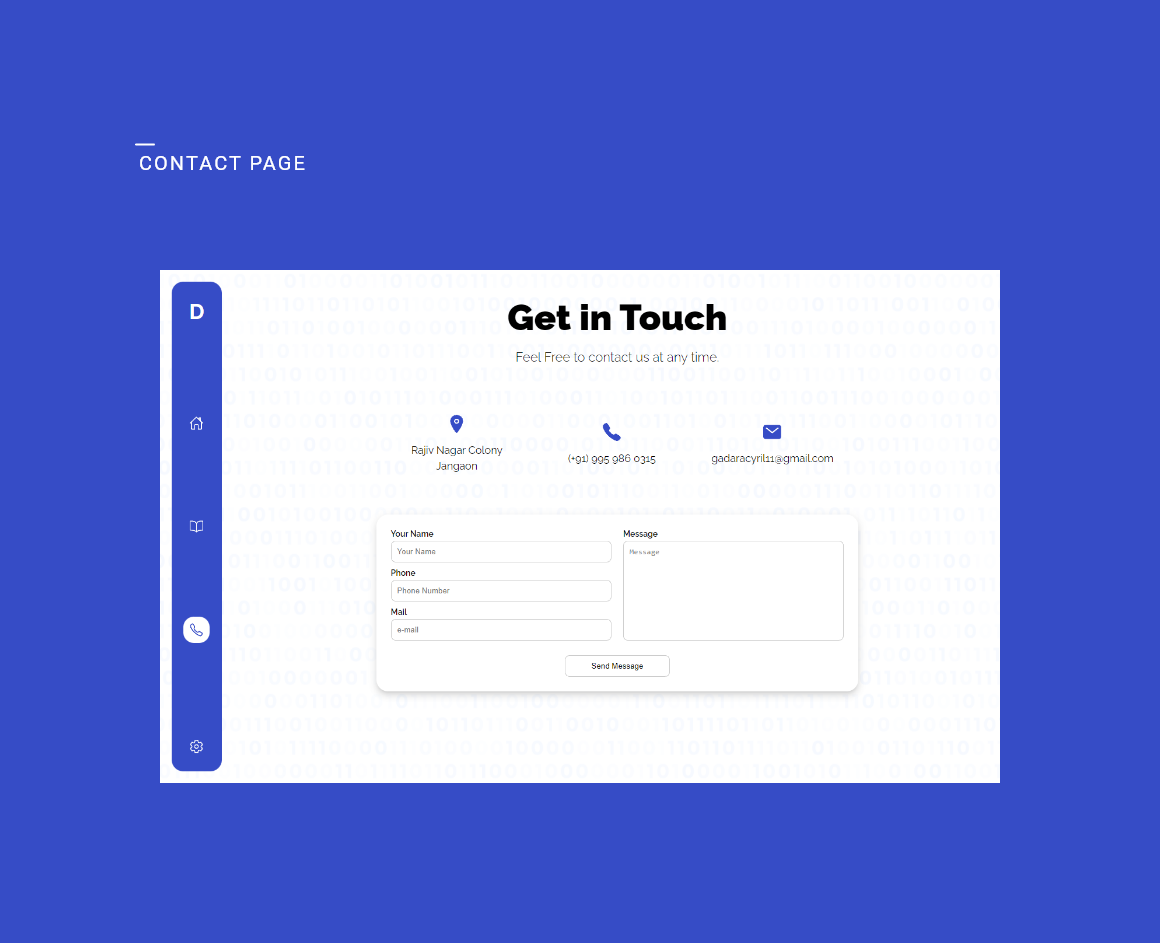 CONTACT PAGE
D
Get in Touch
Feel Free to contact us at any time.
Rajiv Nagar Colony
Jangaon
(+91) 995 986 0315
gadaracyril11@gmail.com
Your Name
Your Name
Phone
Phone Number
Mail
e-mail
Message
Message
Send Message